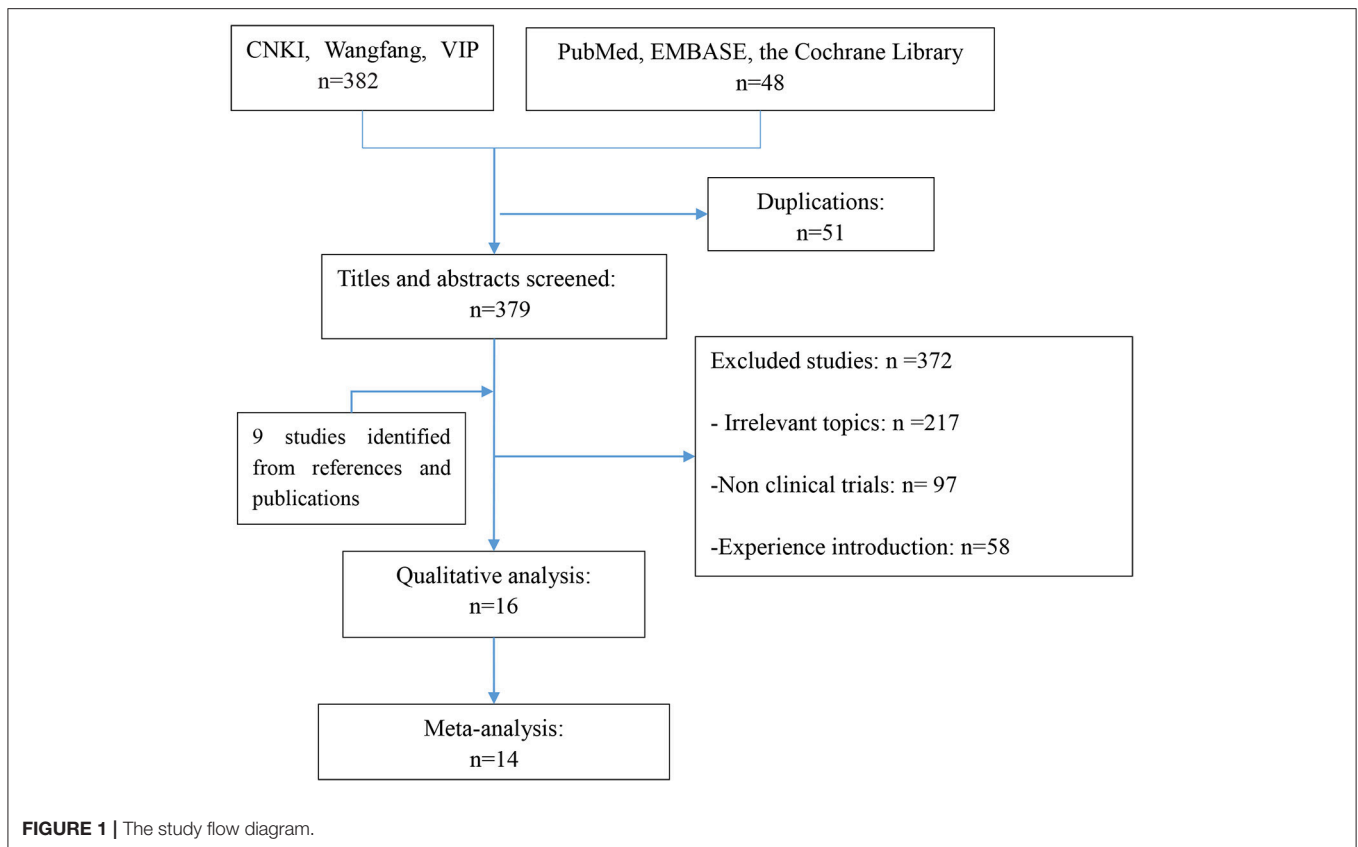 CNKI, Wangfang, VIP
n=382
PubMed, EMBASE, the Cochrane Library
n=48
Duplications:
n=51
Titles and abstracts screened:
n=379
Excluded studies: n =372
- Irrelevant topics: n =217
-Non clinical trials: n= 97
-Experience introduction: n=58
9 studies identified
from references and
publications
Qualitative analysis:
n=16
Meta-analysis:
n=14
FIGURE 1 | The study flow diagram.